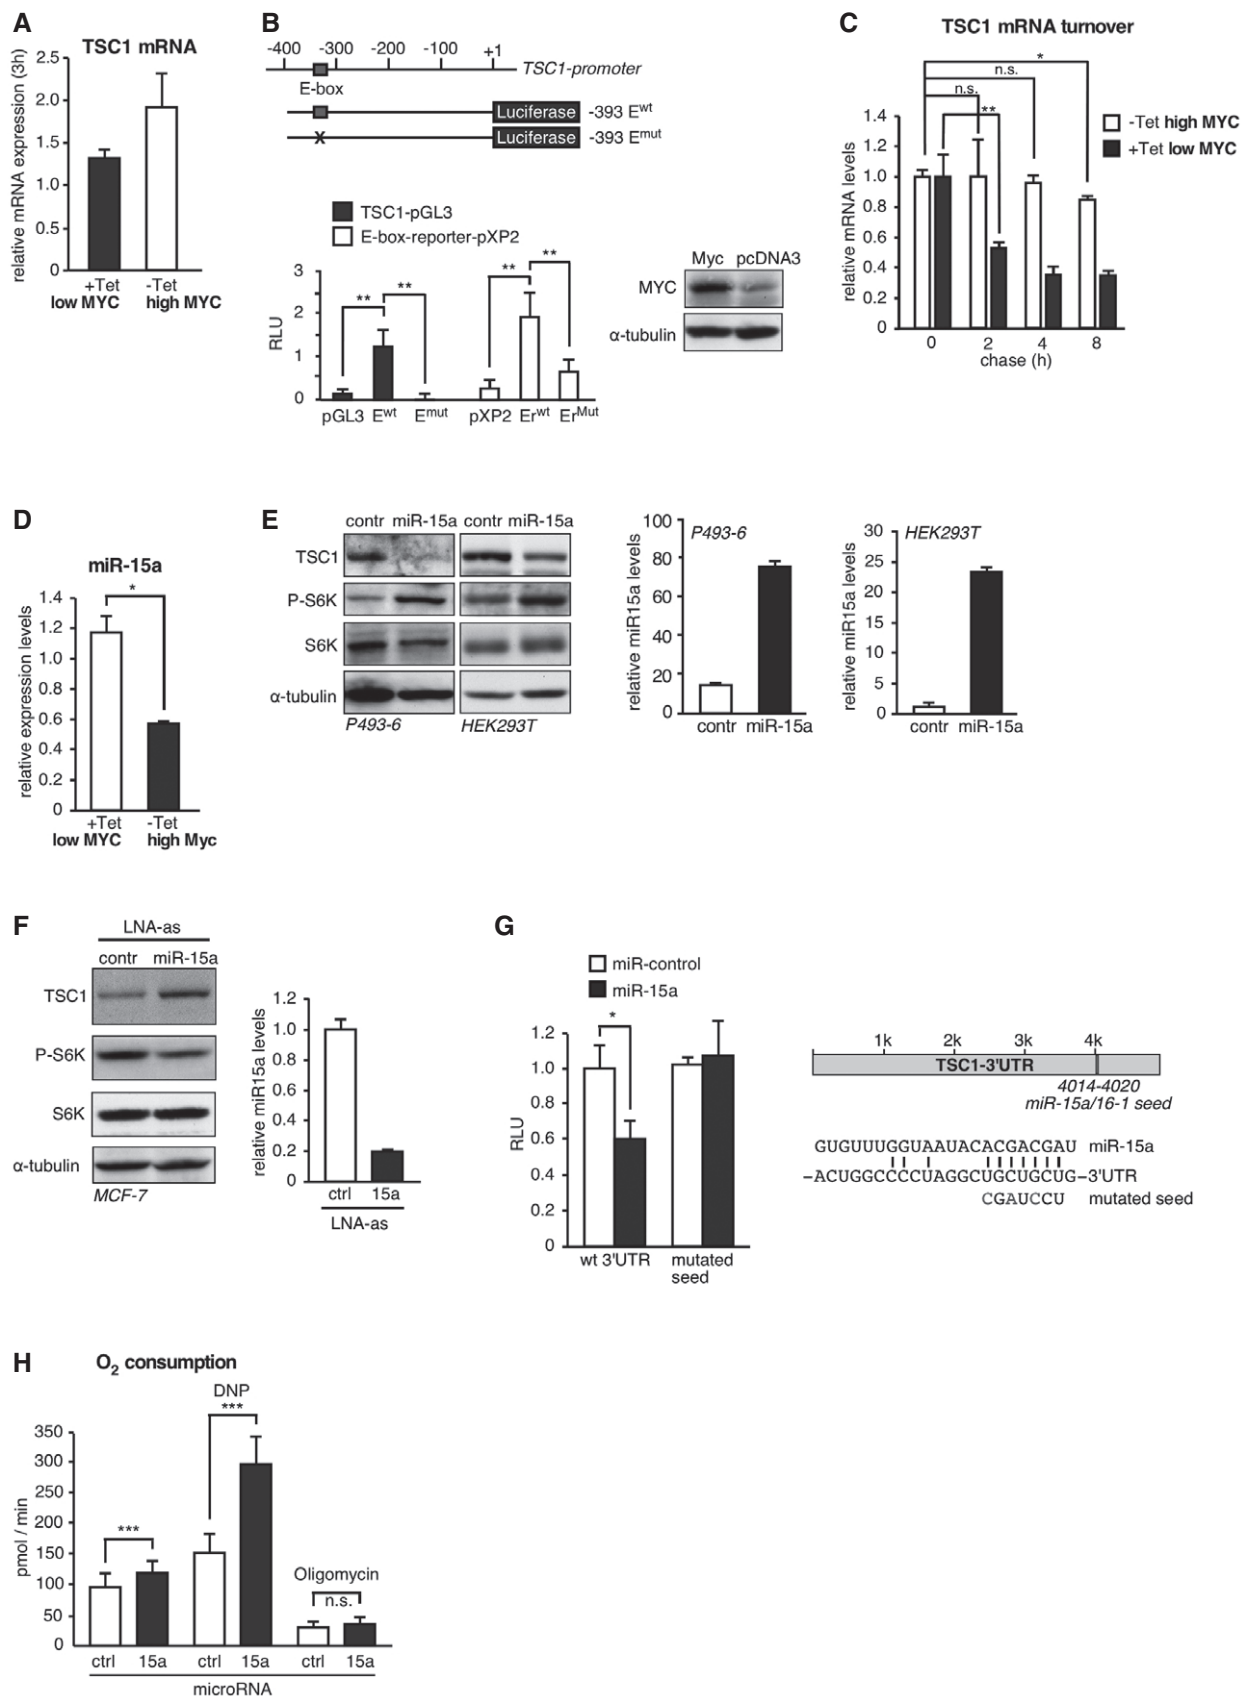 A
TSC1 mRNA
relative mRNA expression (3h)
2.5
2.0
1.5
1.0
0.5
0
+Tet
low MYC
-Tet
high MYC
B
-400 -300 -200 -100 +1
TSC1-promoter
E-box
Luciferase -393 Ewt
X Luciferase -393 Emut
TSC1-pGL3
E-box-reporter-pXP2
RLU
3
2
1
0
** ** ** **
pGL3 Ewt Emut pXP2 Erwt ErMut
Myc pcDNA3
MYC
α-tubulin
C
TSC1 mRNA turnover
*
n.s.
n.s.
**
-Tet high MYC
+Tet low MYC
relative mRNA levels
1.4
1.2
1.0
0.8
0.6
0.4
0.2
0
0 2 4 8
chase (h)
D
miR-15a
*
relative expression levels
1.4
1.2
1.0
0.8
0.6
0.4
0.2
0
+Tet
low MYC
-Tet
high Myc
E
contr miR-15a contr miR-15a
TSC1
P-S6K
S6K
α-tubulin
P493-6 HEK293T
P493-6
relative miR15a levels
100
80
60
40
20
0
contr miR-15a
HEK293T
relative miR15a levels
30
25
20
15
10
5
0
contr miR-15a
F
LNA-as
contr miR-15a
TSC1
P-S6K
S6K
α-tubulin
MCF-7
relative miR15a levels
1.2
1.0
0.8
0.6
0.4
0.2
0
ctrl 15a
LNA-as
G
miR-control
miR-15a
*
RLU
1.2
1.0
0.8
0.6
0.4
0.2
0
wt 3'UTR
mutated
seed
1k 2k 3k 4k
TSC1-3'UTR
4014-4020
miR-15a/16-1 seed
GUGUUUGGUAAUACACGACGAU miR-15a
–ACUGGCCCCUAGGCUGCUGCUG–3'UTR
CGAUCCU mutated seed
H
O2 consumption
pmol / min
350
300
250
200
150
100
50
0
***
DNP
***
Oligomycin
n.s.
ctrl 15a ctrl 15a ctrl 15a
microRNA